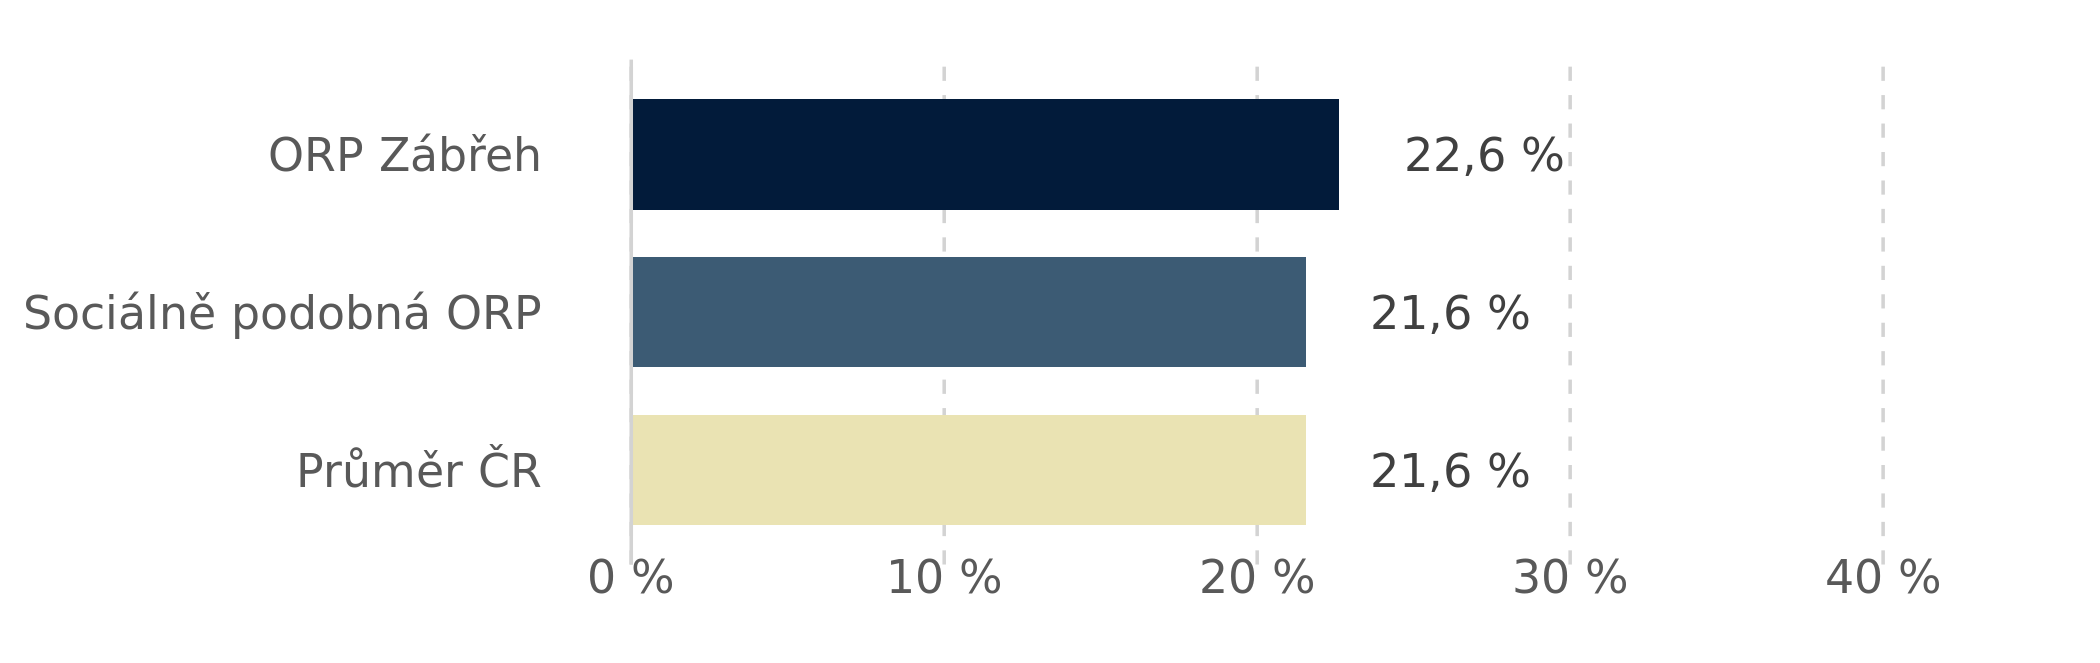 ORP Zábřeh
22,6 %
Sociálně podobná ORP
21,6 %
Průměr ČR
21,6 %
0 %
10 %
20 %
30 %
40 %